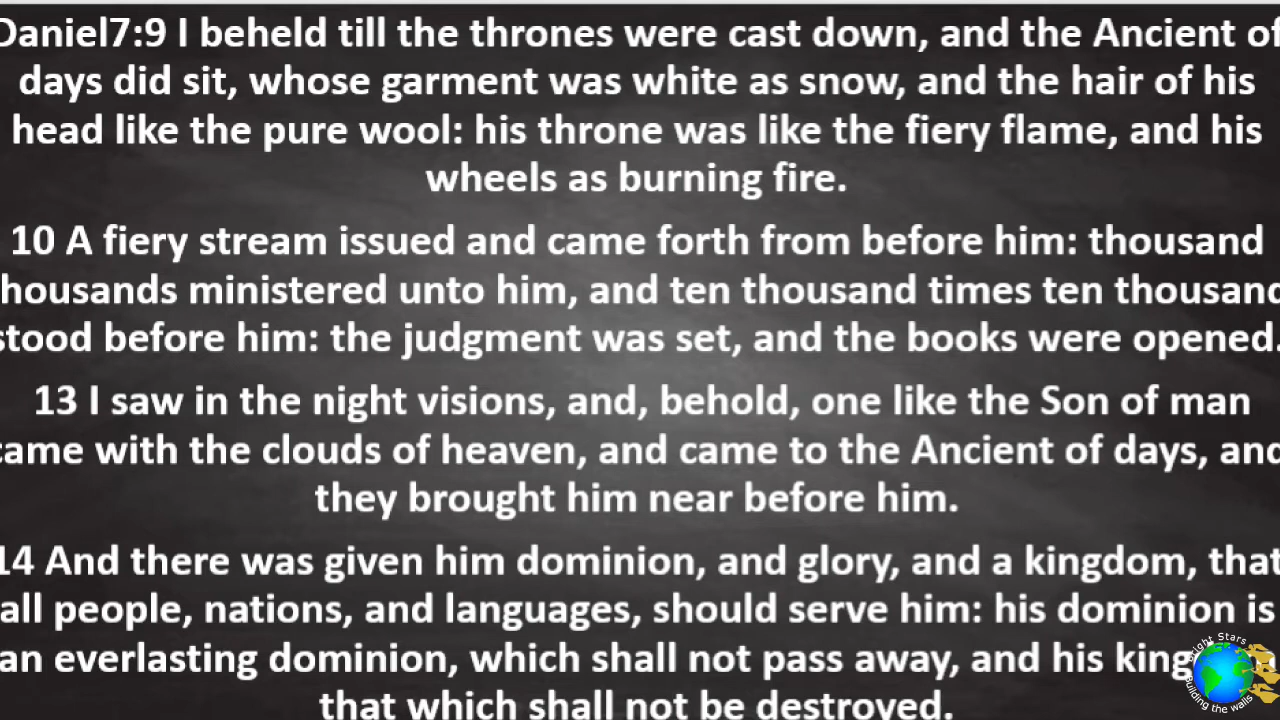 Daniel7:9 I beheld till the thrones were cast down, and the Ancient of
days did sit, whose garment was white as snow, and the hair of his
head like the pure wool: his throne was like the fiery flame, and his
wheels as burning fire.
10 A fiery stream issued and came forth from before him: thousand
housands ministered unto him, and ten thousand times ten thousand
stood before him: the judgment was set, and the books were opened.
13 I saw in the night visions, and, behold, one like the Son of man
came with the clouds of heaven, and came to the Ancient of days, and
they brought him near before him.
14 And there was given him dominion, and glory, and a kingdom, that
all people, nations, and languages, should serve him: his dominion is
an everlasting dominion, which shall not pass away, and his king
that which shall not be destroyed.
Stars
Building the walls